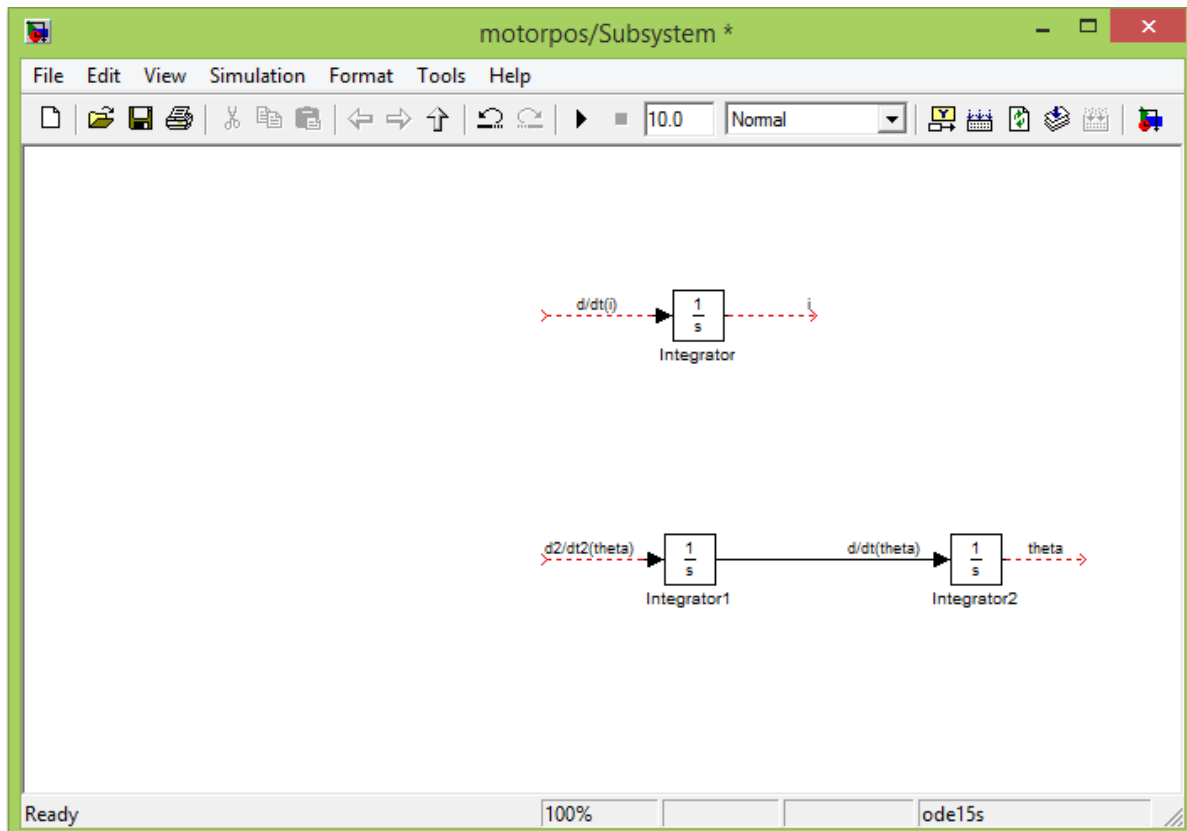 motorpos/Subsystem *
File Edit View Simulation Format Tools Help
10.0 Normal
d/dt(i) 1 i
s
Integrator
d2/dt2(theta) 1 d/dt(theta) 1 theta
s s
Integrator1 Integrator2
Ready 100% ode15s